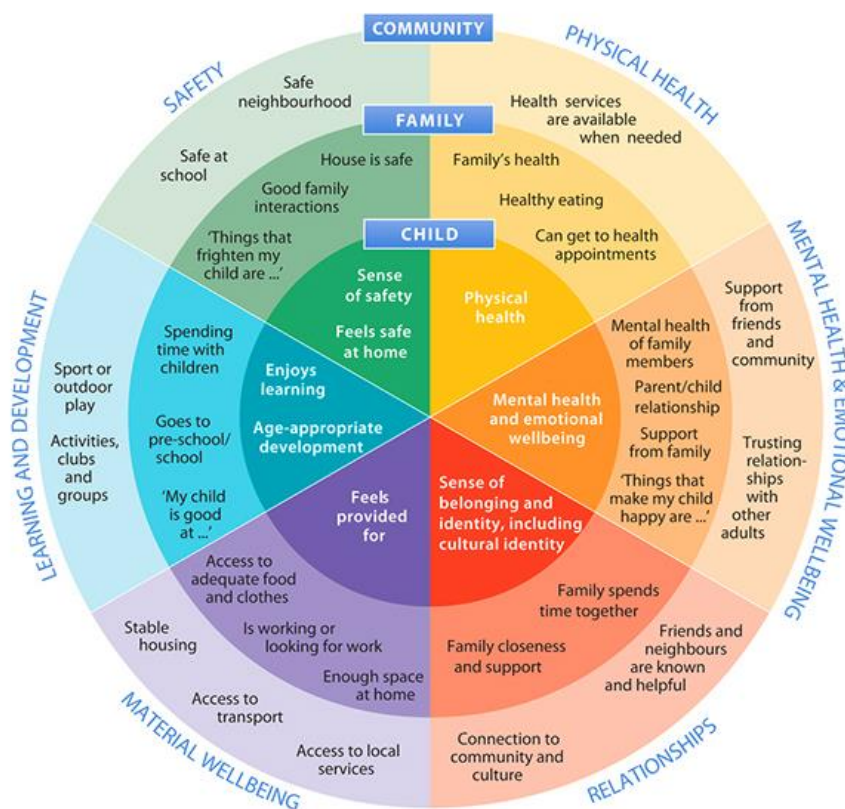 COMMUNITY
FAMILY
CHILD
SAFETY
Safe
neighbourhood
Safe at
school
House is safe
Good family
interactions
‘Things that
frighten my
child are ...’
Sense
of safety
Feels safe
at home
PHYSICAL HEALTH
Health services
are available
when needed
Family’s health
Healthy eating
Can get to health
appointments
Physical
health
MENTAL HEALTH & EMOTIONAL WELLBEING
Support
from
friends
and
community
Trusting
relation-
ships
with
other
adults
Mental health
of family
members
Parent/child
relationship
Support
from family
‘Things that
make my child
happy are ...’
Mental health
and emotional
wellbeing
RELATIONSHIPS
Friends and
neighbours
are known
and helpful
Connection to
community and
culture
Family spends
time together
Family closeness
and support
Sense of
belonging and
identity, including
cultural identity
MATERIAL WELLBEING
Stable
housing
Access to
transport
Access to local
services
Access to
adequate food
and clothes
Is working or
looking for work
Enough space
at home
Feels
provided
for
LEARNING AND DEVELOPMENT
Sport or
outdoor
play
Activities,
clubs
and
groups
Spending
time with
children
Goes to
pre-school/
school
‘My child
is good
at ...’
Enjoys
learning
Age-appropriate
development